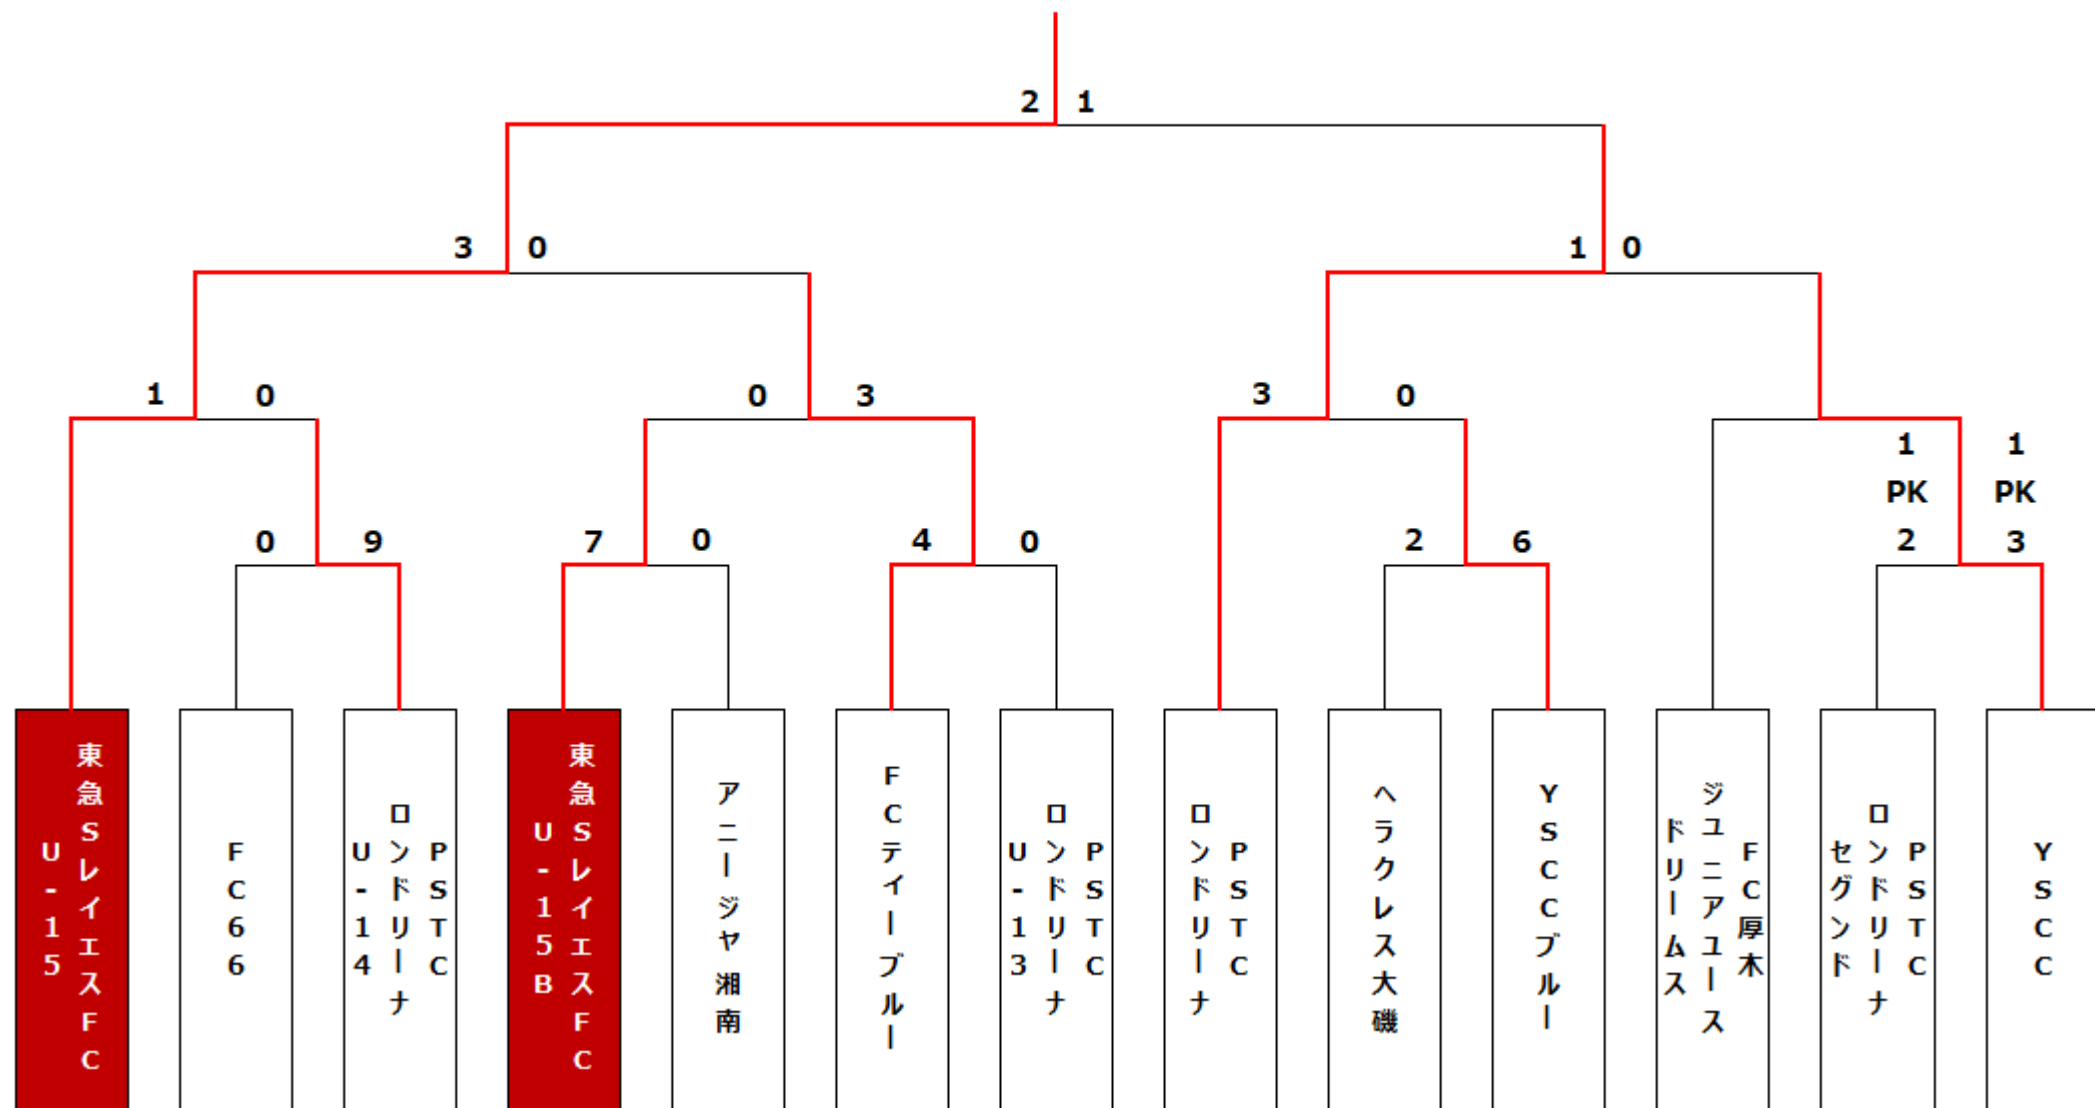 2 1
3 0
1 0
1 0
0 3
3 0
1 1
PK PK
2 3
0 9
7 0
4 0
2 6
東急SレイエスFC
U-15
FC66
PSTC
ロンドリーナ
U-14
東急SレイエスFC
U-15B
アニージャ湘南
FCティーブルー
PSTC
ロンドリーナ
U-13
PSTC
ロンドリーナ
ヘラクレス大磯
YSCCブルー
FC厚木
ジュニアユース
ドリームス
PSTC
ロンドリーナ
セグンド
YSCC